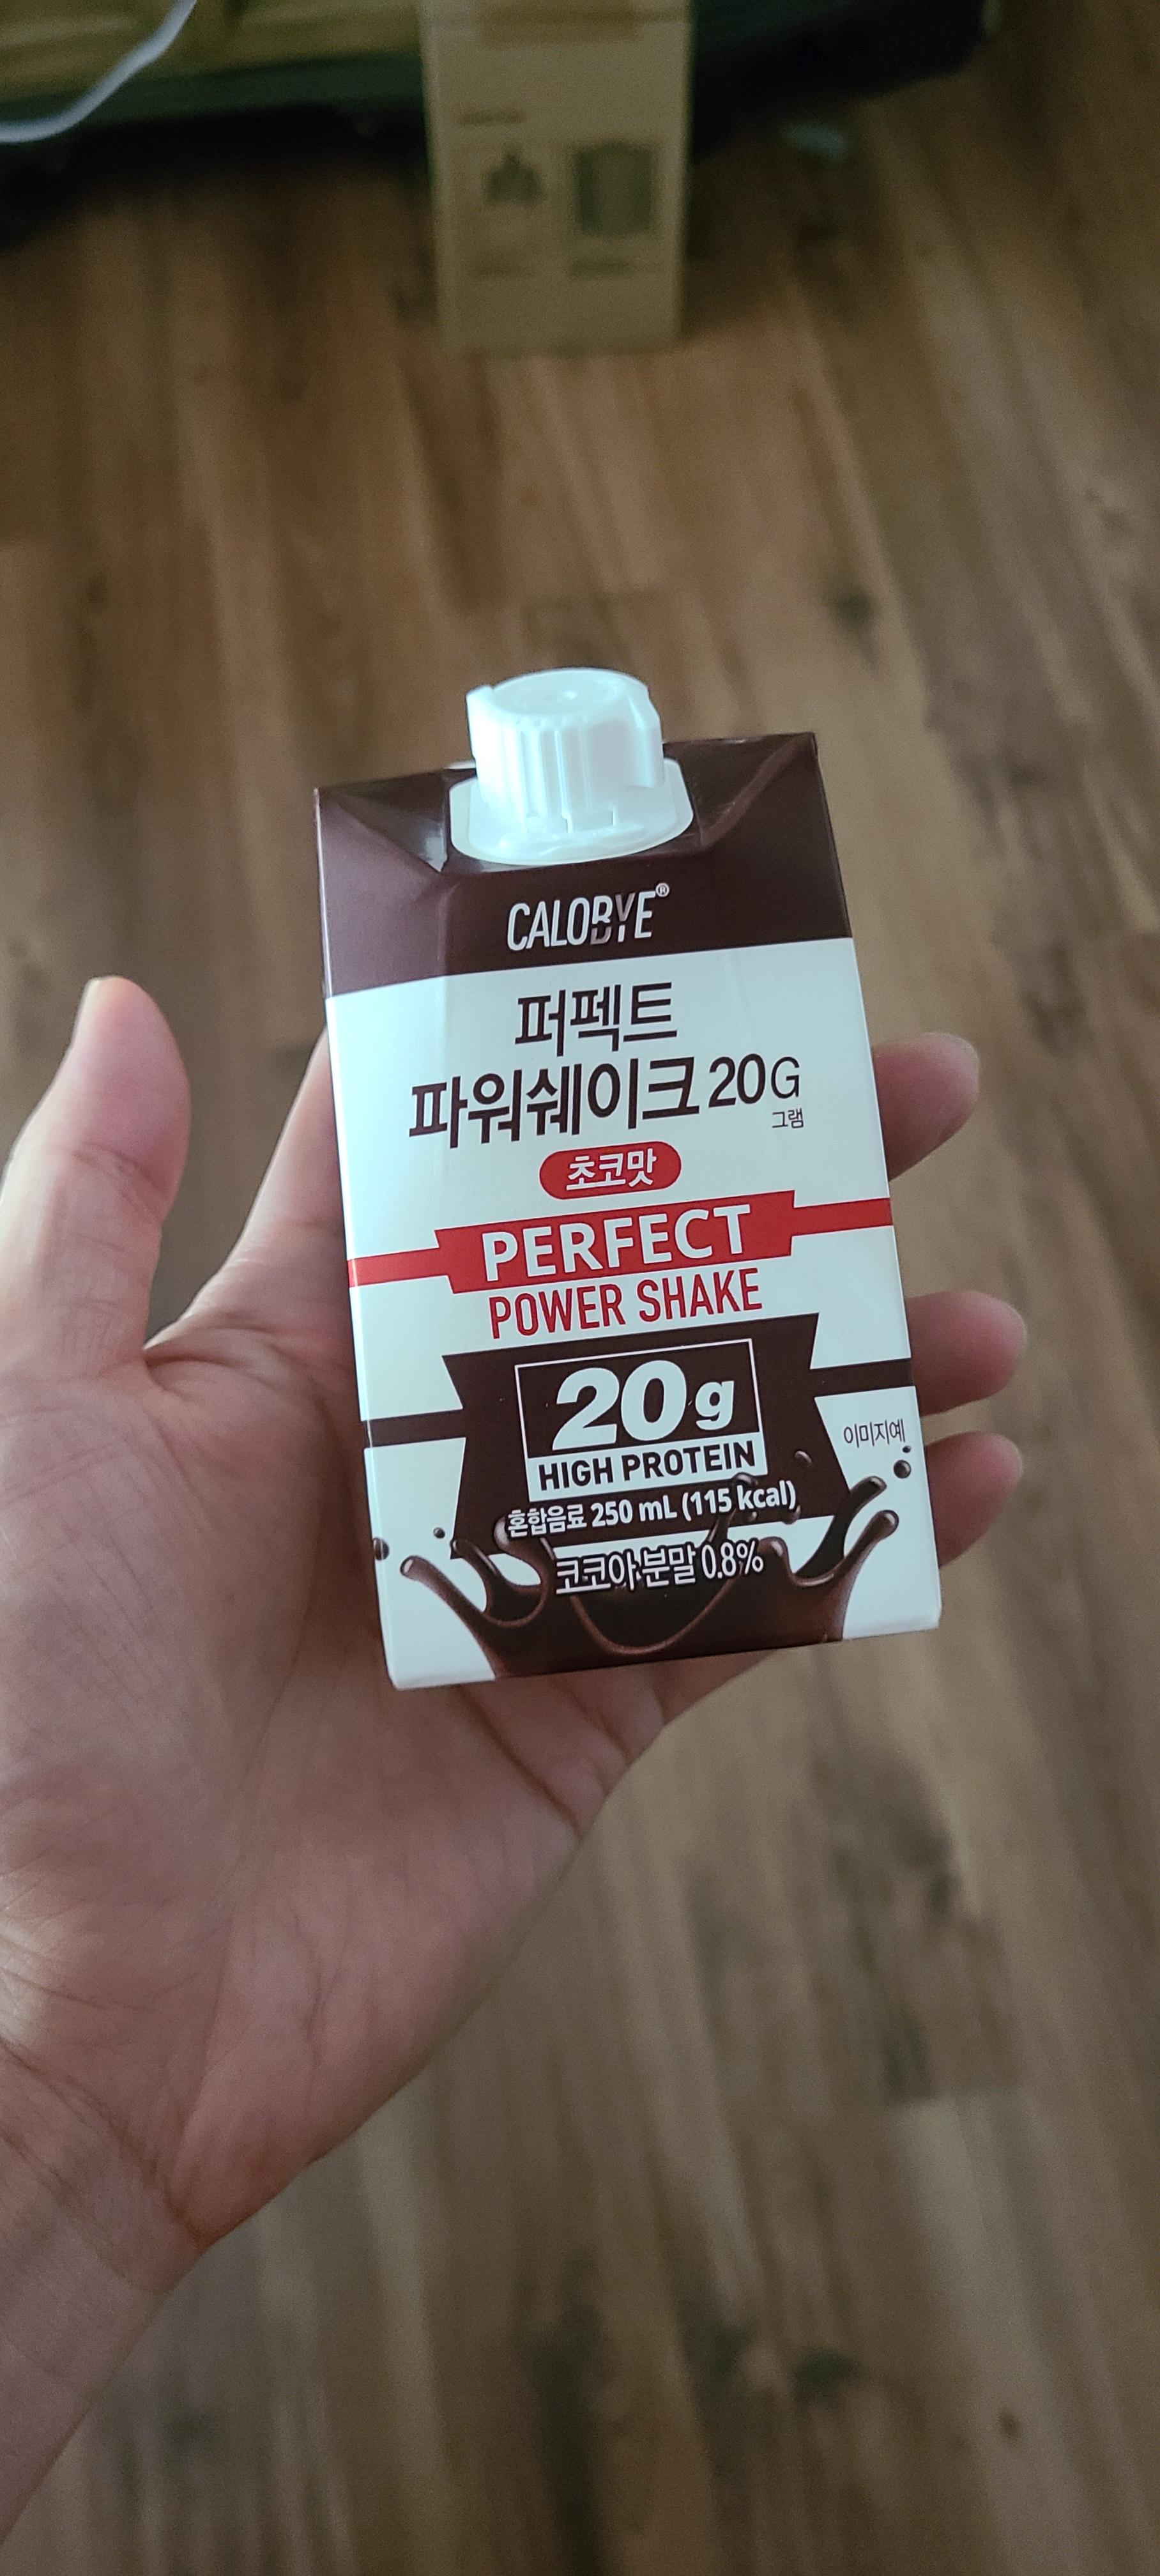 CALOBYE®
퍼펙트
파워쉐이크 20G
그램
초코맛
PERFECT
POWER SHAKE
20g
HIGH PROTEIN
이미지예
혼합음료 250 mL (115 kcal)
코코아분말 0.8%